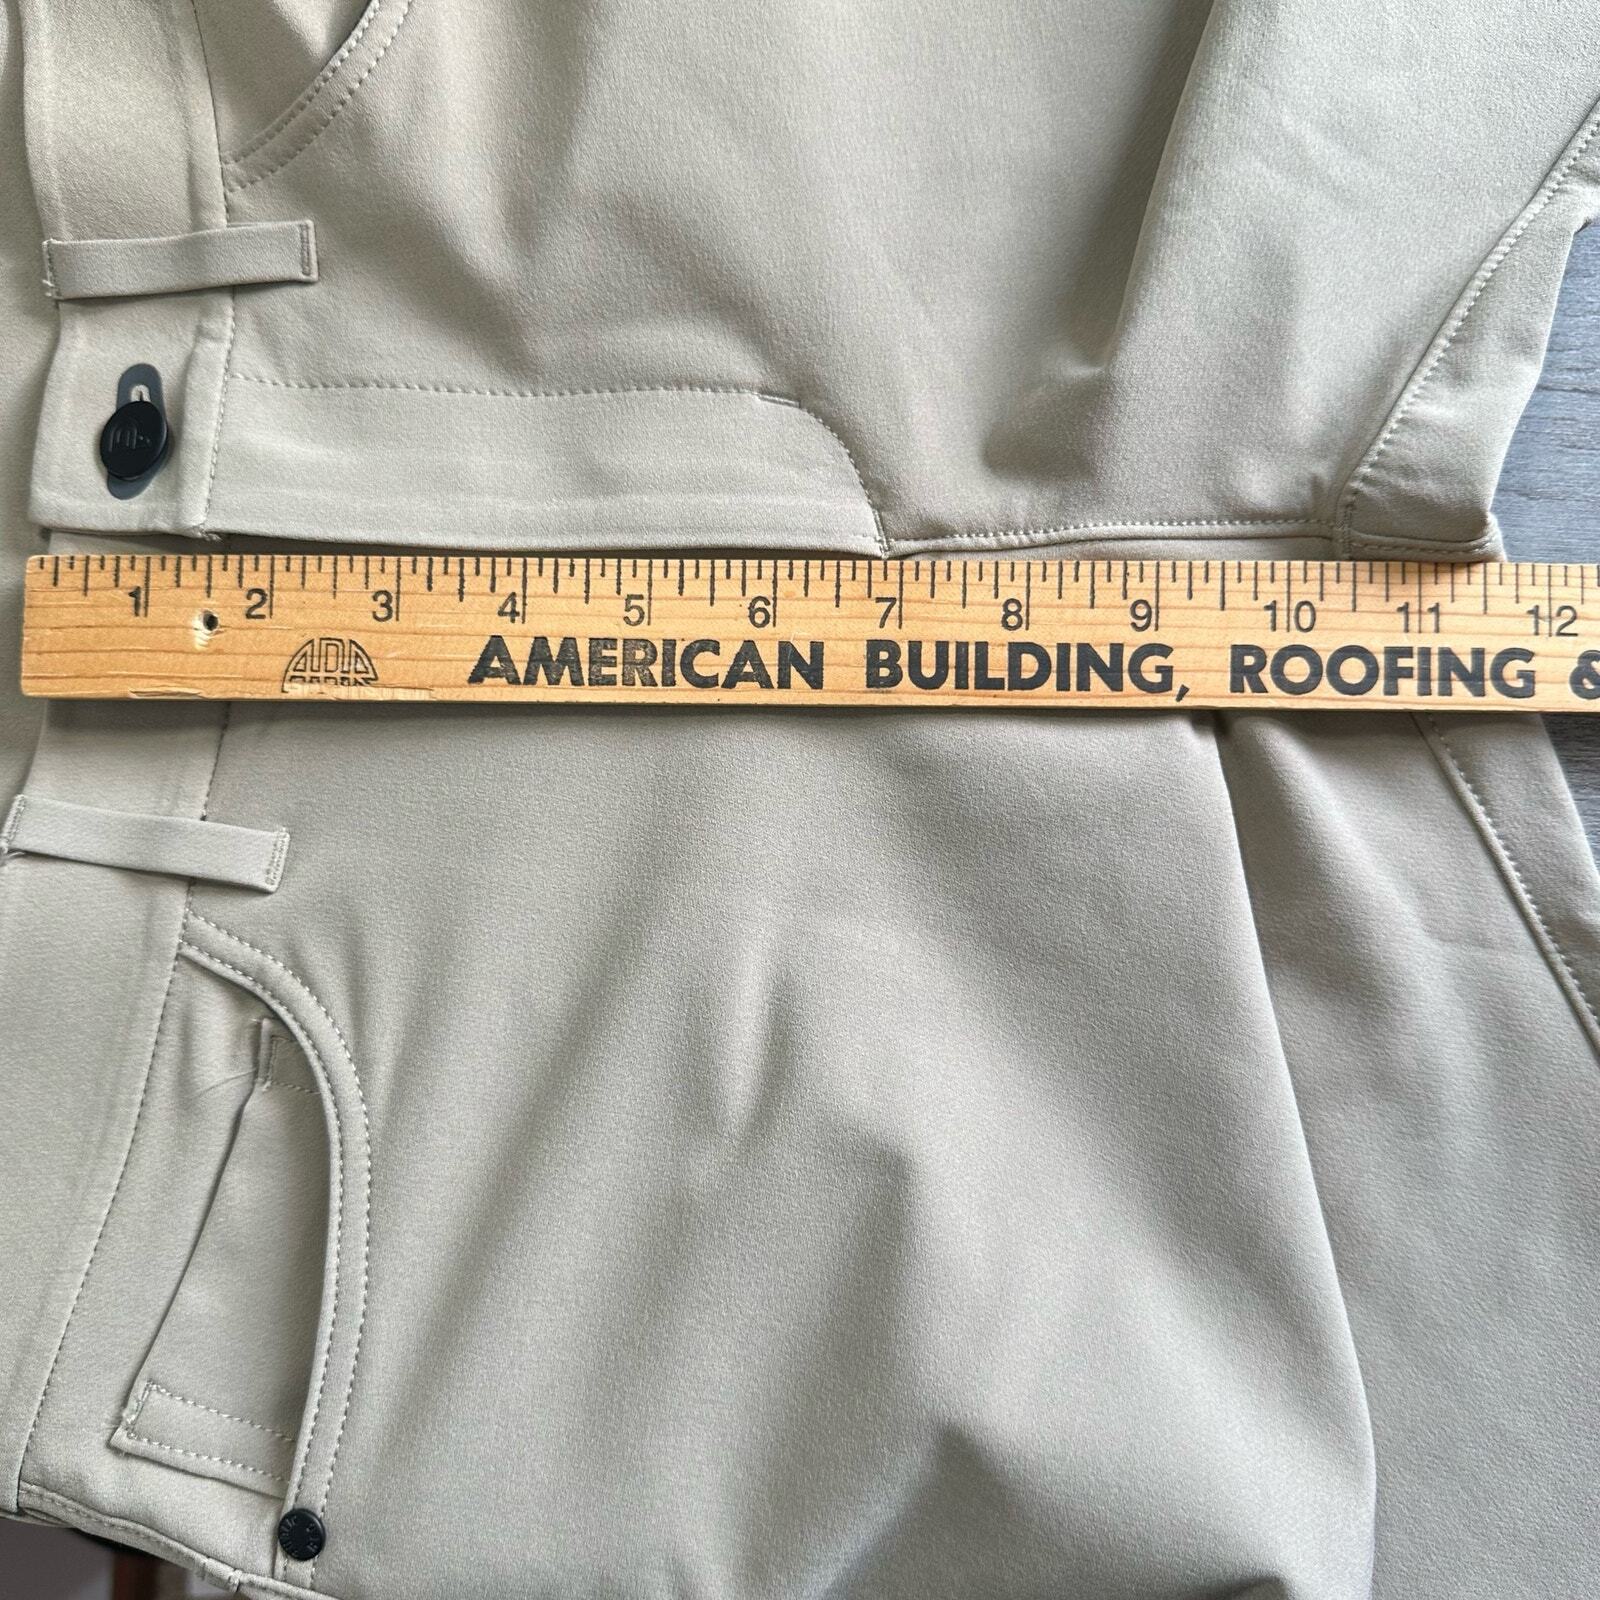 1 2 3 4 5 6 7 8 9 10 11 12
AMERICAN BUILDING, ROOFING &